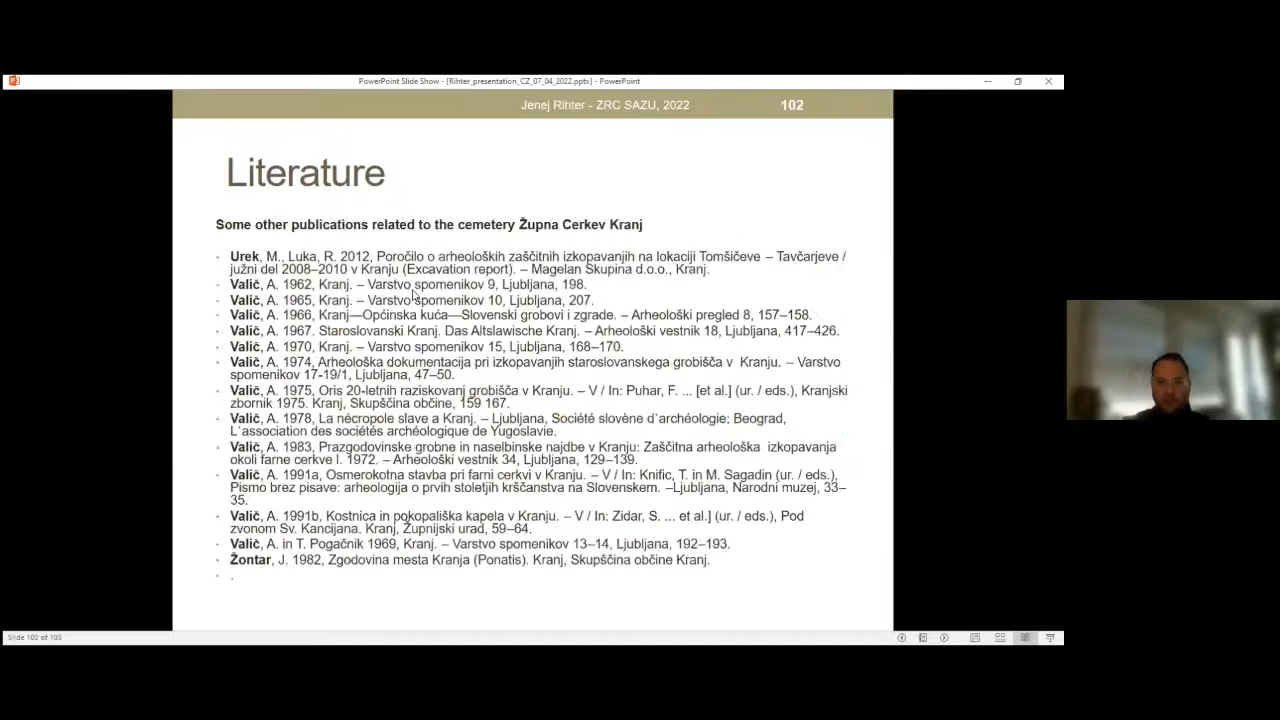 PowerPoint Slide Show - [Rihter_presentation_CZ_07_04_2022.pptx] - PowerPoint
Jenej Rihter - ZRC SAZU, 2022
102
Literature
Some other publications related to the cemetery Župna Cerkev Kranj
Urek, M., Luka, R. 2012, Poročilo o arheoloških zaščitnih izkopavanjih na lokaciji Tomšičeve – Tavčarjeve /
južni del 2008–2010 v Kranju (Excavation report). – Magelan Skupina d.o.o., Kranj.
Valič, A. 1962, Kranj. – Varstvo spomenikov 9, Ljubljana, 198.
Valič, A. 1965, Kranj. – Varstvo spomenikov 10, Ljubljana, 207.
Valič, A. 1966, Kranj—Općinska kuća—Slovenski grobovi i zgrade. – Arheološki pregled 8, 157–158.
Valič, A. 1967. Staroslovanski Kranj. Das Altslawische Kranj. – Arheološki vestnik 18, Ljubljana, 417–426.
Valič, A. 1970, Kranj. – Varstvo spomenikov 15, Ljubljana, 168–170.
Valič, A. 1974, Arheološka dokumentacija pri izkopavanjih staroslovanskega grobišča v Kranju. – Varstvo
spomenikov 17-19/1, Ljubljana, 47–50.
Valič, A. 1975, Oris 20-letnih raziskovanj grobišča v Kranju. – V / In: Puhar, F. ... [et al.] (ur. / eds.), Kranjski
zbornik 1975. Kranj, Skupščina občine, 159 167.
Valič, A. 1978, La nécropole slave a Kranj. – Ljubljana, Société slovène d`archéologie; Beograd,
L`association des sociétés archéologique de Yugoslavie.
Valič, A. 1983, Prazgodovinske grobne in naselbinske najdbe v Kranju: Zaščitna arheološka izkopavanja
okoli farne cerkve l. 1972. – Arheološki vestnik 34, Ljubljana, 129–139.
Valič, A. 1991a, Osmerokotna stavba pri farni cerkvi v Kranju. – V / In: Knific, T. in M. Sagadin (ur. / eds.),
Pismo brez pisave: arheologija o prvih stoletjih krščanstva na Slovenskem. –Ljubljana, Narodni muzej, 33–
35.
Valič, A. 1991b, Kostnica in pokopališka kapela v Kranju. – V / In: Zidar, S. ... et al.] (ur. / eds.), Pod
zvonom Sv. Kancijana. Kranj, Župnijski urad, 59–64.
Valič, A. in T. Pogačnik 1969, Kranj. – Varstvo spomenikov 13–14, Ljubljana, 192–193.
Žontar, J. 1982, Zgodovina mesta Kranja (Ponatis). Kranj, Skupščina občine Kranj.
.
Slide 102 of 103